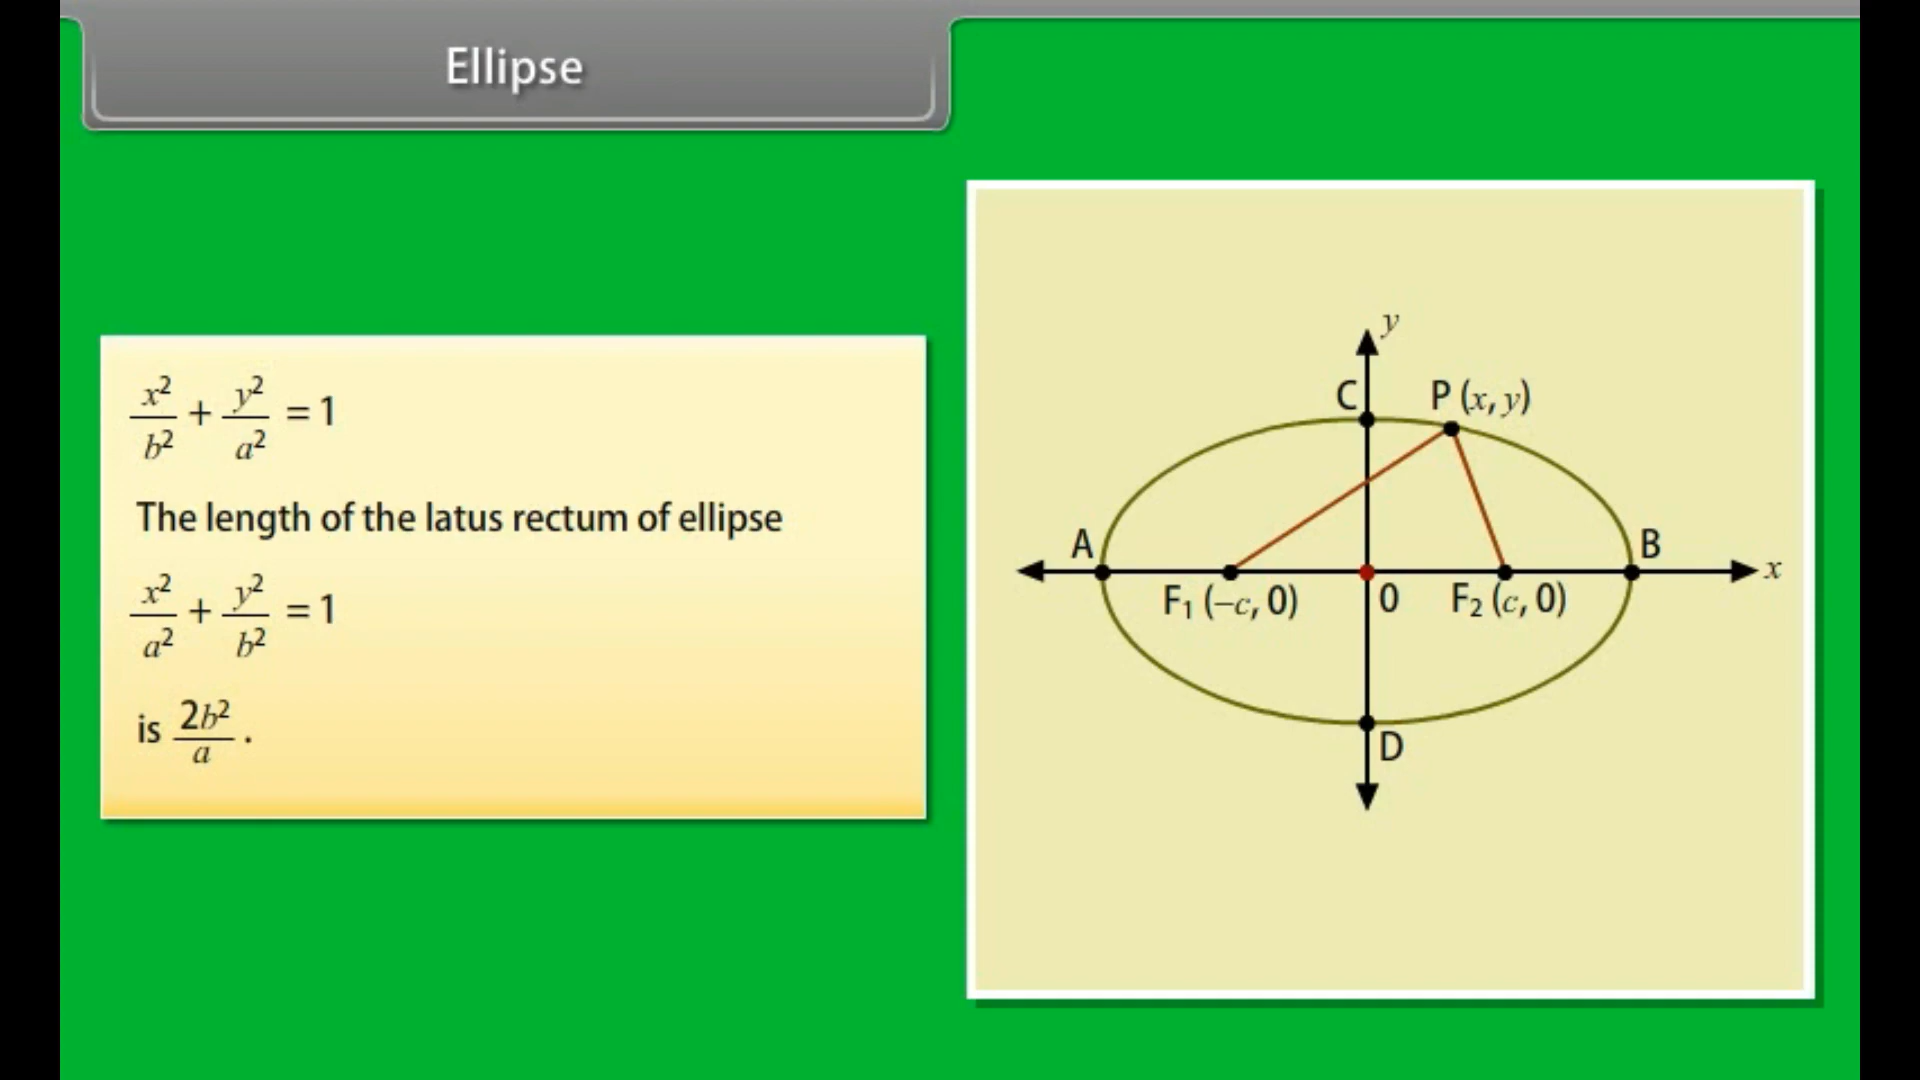 Ellipse
x²/b² + y²/a² = 1
The length of the latus rectum of ellipse
x²/a² + y²/b² = 1
is 2b²/a .
y
C P (x, y)
A B x
F₁ (−c, 0) 0 F₂ (c, 0)
D